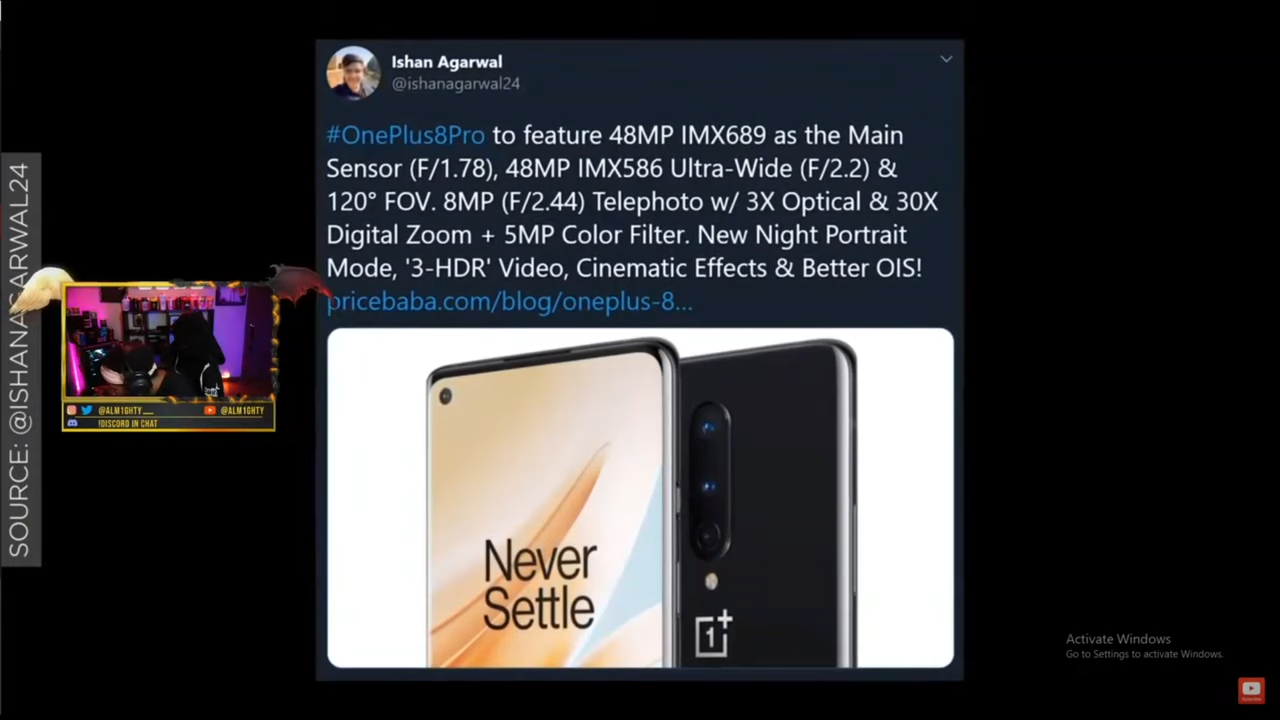 Ishan Agarwal
@ishanagarwal24
#OnePlus8Pro to feature 48MP IMX689 as the Main
Sensor (F/1.78), 48MP IMX586 Ultra-Wide (F/2.2) &
120° FOV. 8MP (F/2.44) Telephoto w/ 3X Optical & 30X
Digital Zoom + 5MP Color Filter. New Night Portrait
Mode, '3-HDR' Video, Cinematic Effects & Better OIS!
pricebaba.com/blog/oneplus-8...
SOURCE: @ISHANAGARWAL24
@ALM1GHTY__
@ALM1GHTY
!DISCORD IN CHAT
Never
Settle
1+
Activate Windows
Go to Settings to activate Windows.